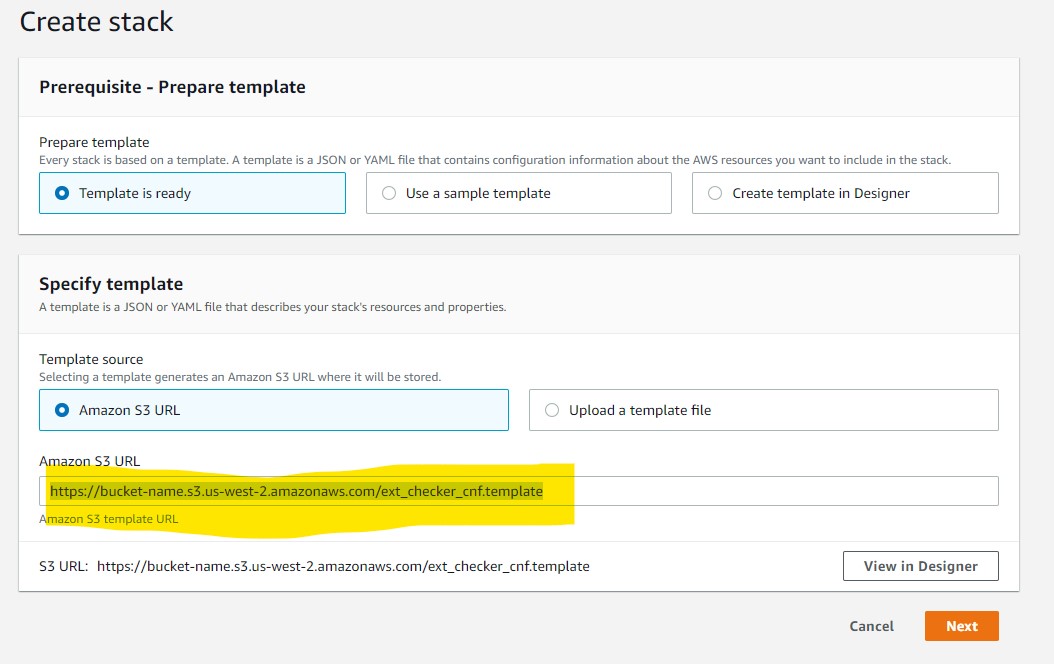 Create stack
Prerequisite - Prepare template
Prepare template
Every stack is based on a template. A template is a JSON or YAML file that contains configuration information about the AWS resources you want to include in the stack.
Template is ready
Use a sample template
Create template in Designer
Specify template
A template is a JSON or YAML file that describes your stack's resources and properties.
Template source
Selecting a template generates an Amazon S3 URL where it will be stored.
Amazon S3 URL
Upload a template file
Amazon S3 URL
https://bucket-name.s3.us-west-2.amazonaws.com/ext_checker_cnf.template
Amazon S3 template URL
S3 URL: https://bucket-name.s3.us-west-2.amazonaws.com/ext_checker_cnf.template
View in Designer
Cancel
Next